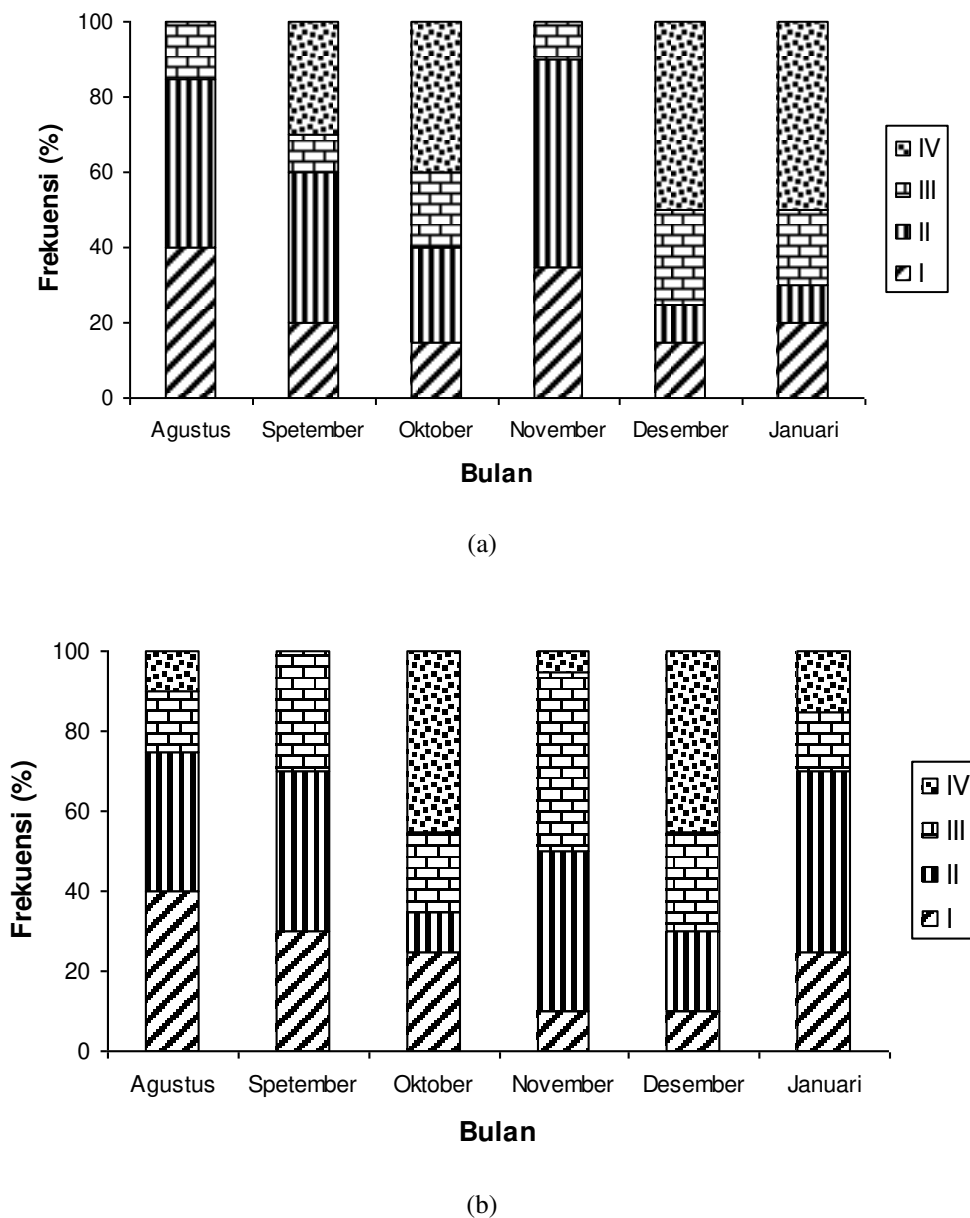 100
80
60
40
20
0
Frekuensi (%)
Agustus Spetember Oktober November Desember Januari
Bulan
IV
III
II
I
(a)
100
80
60
40
20
0
Frekuensi (%)
Agustus Spetember Oktober November Desember Januari
Bulan
IV
III
II
I
(b)